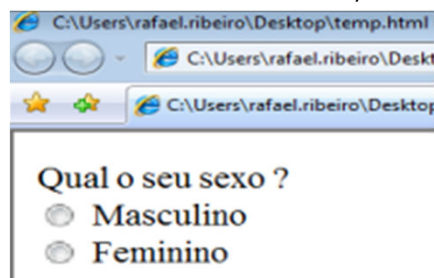 C:\Users\rafael.ribeiro\Desktop\temp.html
C:\Users\rafael.ribeiro\Deskt
C:\Users\rafael.ribeiro\Desktop
Qual o seu sexo ?
Masculino
Feminino